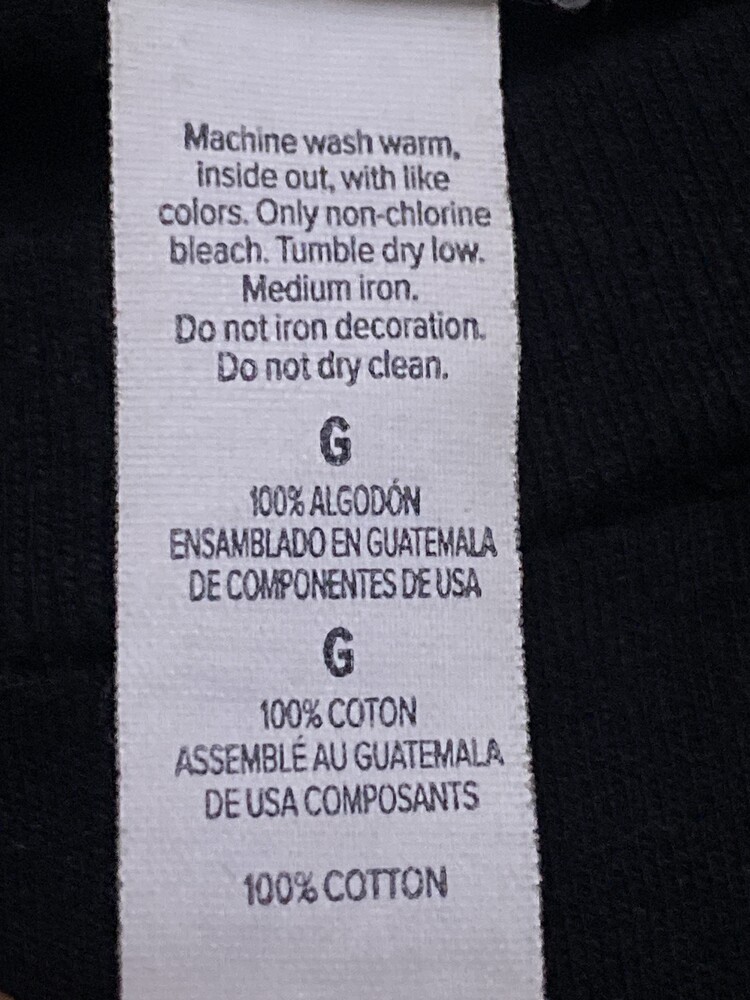 Machine wash warm,
inside out, with like
colors. Only non-chlorine
bleach. Tumble dry low.
Medium iron.
Do not iron decoration.
Do not dry clean.
G
100% ALGODÓN
ENSAMBLADO EN GUATEMALA
DE COMPONENTES DE USA
G
100% COTON
ASSEMBLÉ AU GUATEMALA
DE USA COMPOSANTS
100% COTTON